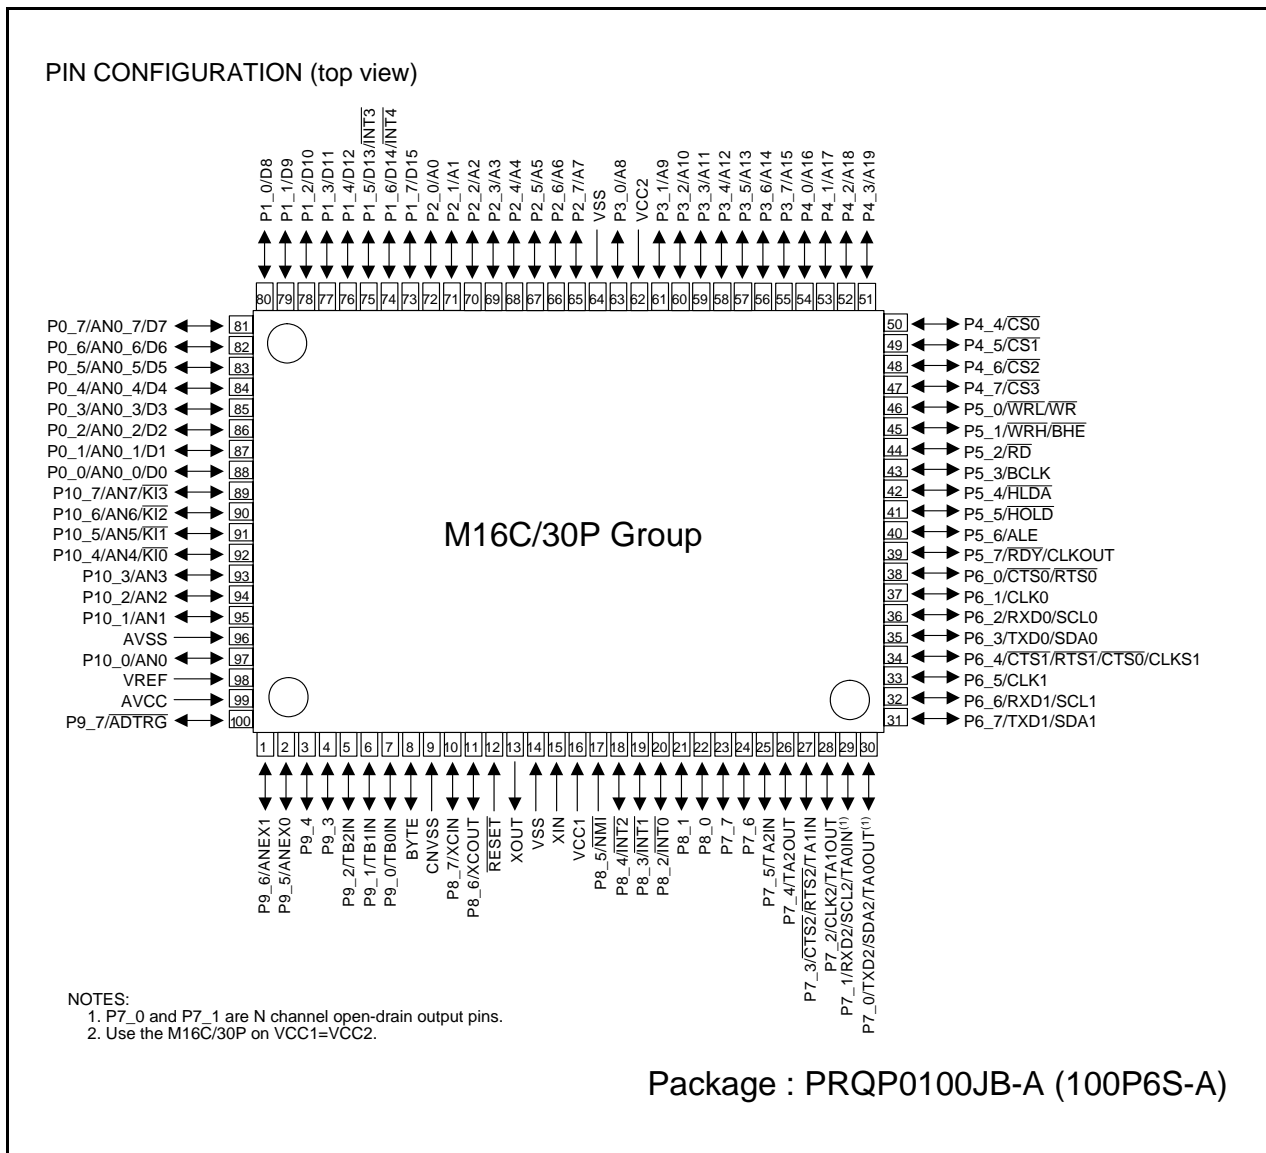 PIN CONFIGURATION (top view)
P1_0/D8
P1_1/D9
P1_2/D10
P1_3/D11
P1_4/D12
P1_5/D13/INT3
P1_6/D14/INT4
P1_7/D15
P2_0/A0
P2_1/A1
P2_2/A2
P2_3/A3
P2_4/A4
P2_5/A5
P2_6/A6
P2_7/A7
VSS
P3_0/A8
VCC2
P3_1/A9
P3_2/A10
P3_3/A11
P3_4/A12
P3_5/A13
P3_6/A14
P3_7/A15
P4_0/A16
P4_1/A17
P4_2/A18
P4_3/A19
80 79 78 77 76 75 74 73 72 71 70 69 68 67 66 65 64 63 62 61 60 59 58 57 56 55 54 53 52 51
P0_7/AN0_7/D7 81
P0_6/AN0_6/D6 82
P0_5/AN0_5/D5 83
P0_4/AN0_4/D4 84
P0_3/AN0_3/D3 85
P0_2/AN0_2/D2 86
P0_1/AN0_1/D1 87
P0_0/AN0_0/D0 88
P10_7/AN7/KI3 89
P10_6/AN6/KI2 90
P10_5/AN5/KI1 91
P10_4/AN4/KI0 92
P10_3/AN3 93
P10_2/AN2 94
P10_1/AN1 95
AVSS 96
P10_0/AN0 97
VREF 98
AVCC 99
P9_7/ADTRG 100
M16C/30P Group
50 P4_4/CS0
49 P4_5/CS1
48 P4_6/CS2
47 P4_7/CS3
46 P5_0/WRL/WR
45 P5_1/WRH/BHE
44 P5_2/RD
43 P5_3/BCLK
42 P5_4/HLDA
41 P5_5/HOLD
40 P5_6/ALE
39 P5_7/RDY/CLKOUT
38 P6_0/CTS0/RTS0
37 P6_1/CLK0
36 P6_2/RXD0/SCL0
35 P6_3/TXD0/SDA0
34 P6_4/CTS1/RTS1/CTS0/CLKS1
33 P6_5/CLK1
32 P6_6/RXD1/SCL1
31 P6_7/TXD1/SDA1
1 2 3 4 5 6 7 8 9 10 11 12 13 14 15 16 17 18 19 20 21 22 23 24 25 26 27 28 29 30
P9_6/ANEX1
P9_5/ANEX0
P9_4
P9_3
P9_2/TB2IN
P9_1/TB1IN
P9_0/TB0IN
BYTE
CNVSS
P8_7/XCIN
P8_6/XCOUT
RESET
XOUT
VSS
XIN
VCC1
P8_5/NMI
P8_4/INT2
P8_3/INT1
P8_2/INT0
P8_1
P8_0
P7_7
P7_6
P7_5/TA2IN
P7_4/TA2OUT
P7_3/CTS2/RTS2/TA1IN
P7_2/CLK2/TA1OUT
P7_1/RXD2/SCL2/TA0IN(1)
P7_0/TXD2/SDA2/TA0OUT(1)
NOTES:
1. P7_0 and P7_1 are N channel open-drain output pins.
2. Use the M16C/30P on VCC1=VCC2.
Package : PRQP0100JB-A (100P6S-A)